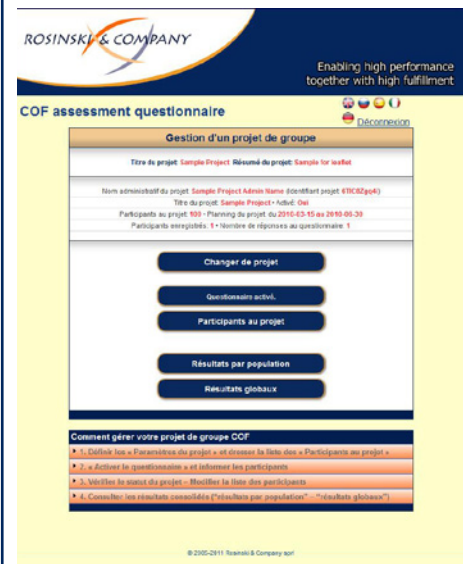 ROSINSKI & COMPANY
Enabling high performance
together with high fulfillment
COF assessment questionnaire
Déconnexion
Gestion d'un projet de groupe
Titre du projet: Sample Project Résumé du projet: Sample for leaflet
Nom administratif du projet: Sample Project Admin Name (Identifiant projet:
Titre du projet: Sample Project • Activé: Oui
Participants au projet: 100 • Planning du projet: du 2010-03-15 au 2010-06-30
Participants enregistrés: 1 • Nombre de réponses au questionnaire: 1
Changer de projet
Questionnaire activé.
Participants au projet
Résultats par population
Résultats globaux
Comment gérer votre projet de groupe COF
1. Définir les « Paramètres du projet » et dresser la liste des « Participants au projet »
2. « Activer le questionnaire » et informer les participants
3. Vérifier le statut du projet – Modifier la liste des participants
4. Consulter les résultats consolidés ("résultats par population" – "résultats globaux")
© 2005-2011 Rosinski & Company sprl